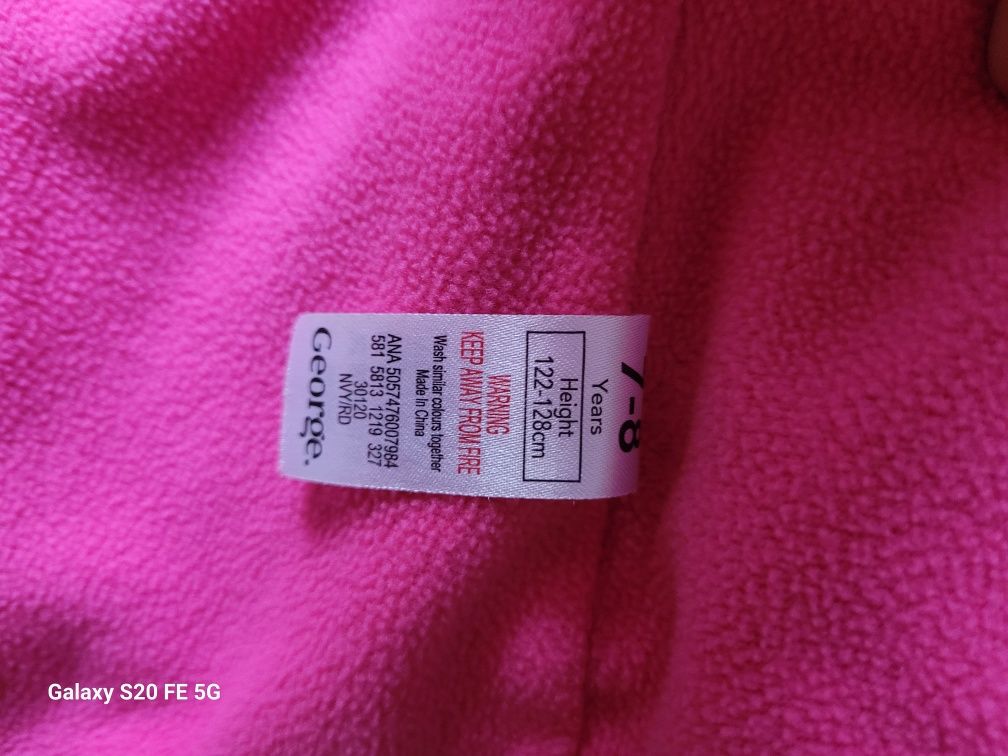 7-8
Years
Height
122-128cm
WARNING
KEEP AWAY FROM FIRE
Wash similar colours together
Made In China
ANA 5057476007984
581 5813 1219 327
30120
NVY/RD
George.
Galaxy S20 FE 5G